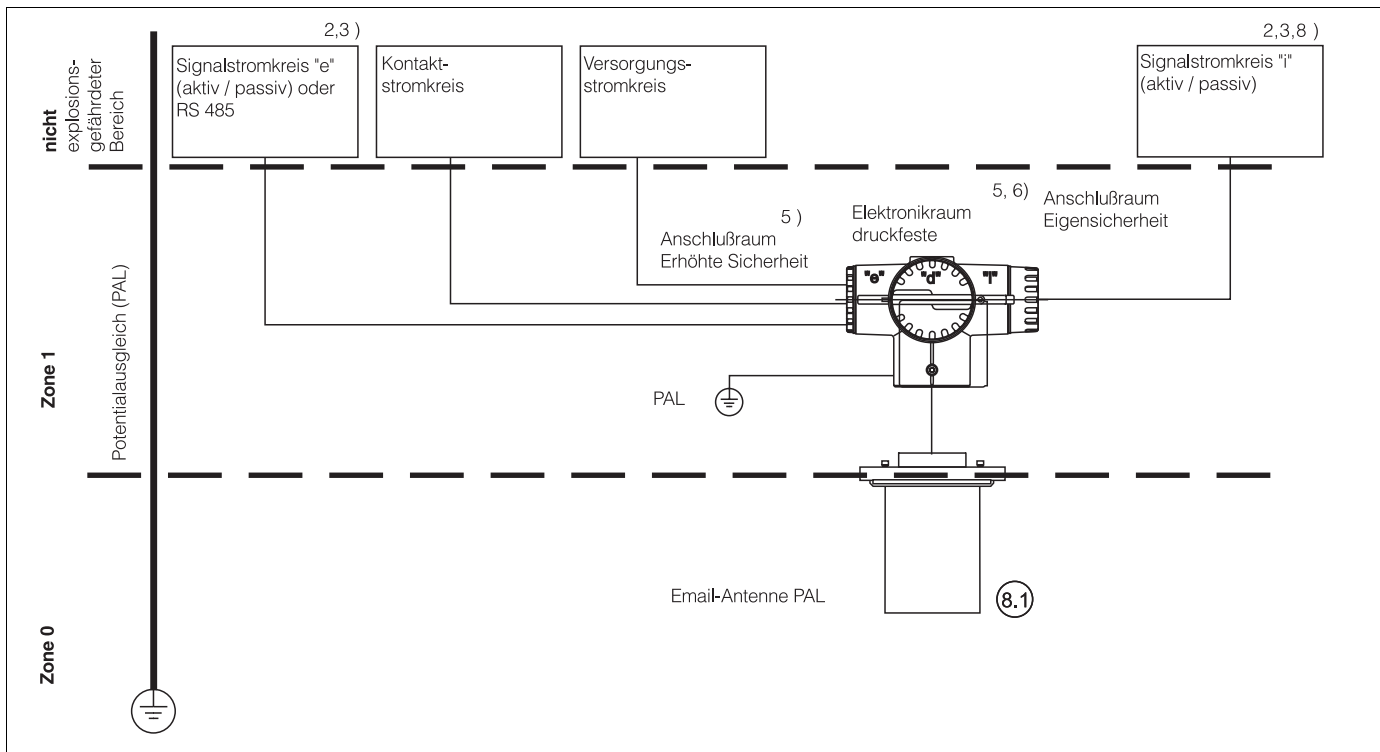 2,3 )
2,3,8 )
Signalstromkreis "e"
(aktiv / passiv) oder
RS 485
Kontakt-
stromkreis
Versorgungs-
stromkreis
Signalstromkreis "i"
(aktiv / passiv)
nicht
explosions-
gefährdeter
Bereich
5, 6)
Anschlußraum
Eigensicherheit
5 )
Elektronikraum
druckfeste
Anschlußraum
Erhöhte Sicherheit
"e"
"d"
"i"
Zone 1
Potentialausgleich (PAL)
PAL
Email-Antenne PAL
8.1
Zone 0